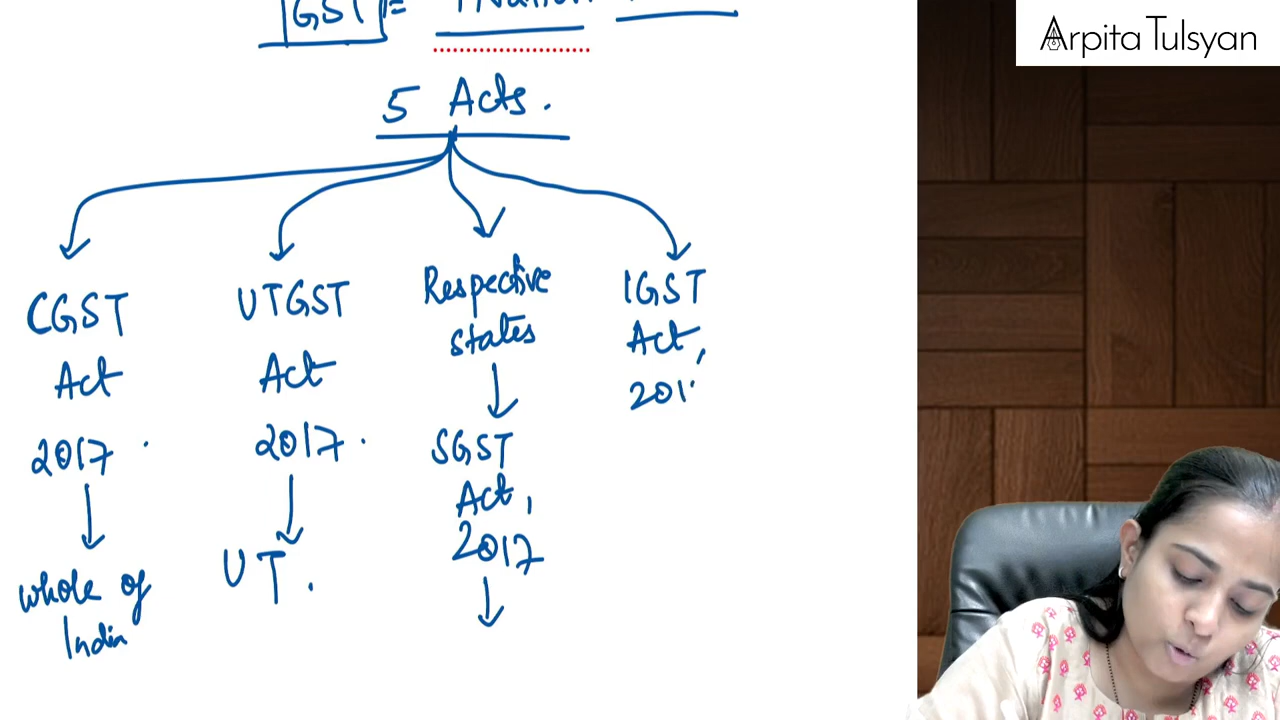 GST =
5 Acts.
CGST
Act
2017.
whole of
India
UTGST
Act
2017.
UT.
Respective
states
SGST
Act,
2017
IGST
Act,
201
Arpita Tulsyan